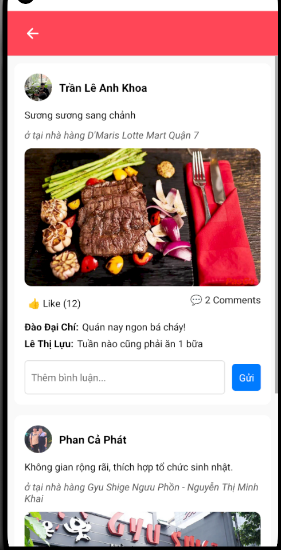 Trần Lê Anh Khoa
Sương sương sang chảnh
ở tại nhà hàng D'Maris Lotte Mart Quận 7
👍 Like (12)
💬 2 Comments
Đào Đại Chí: Quán nay ngon bá cháy!
Lê Thị Lựu: Tuần nào cũng phải ăn 1 bữa
Thêm bình luận...
Gửi
Phan Cả Phát
Không gian rộng rãi, thích hợp tổ chức sinh nhật.
ở tại nhà hàng Gyu Shige Ngưu Phồn - Nguyễn Thị Minh
Khai
Gyu Shige